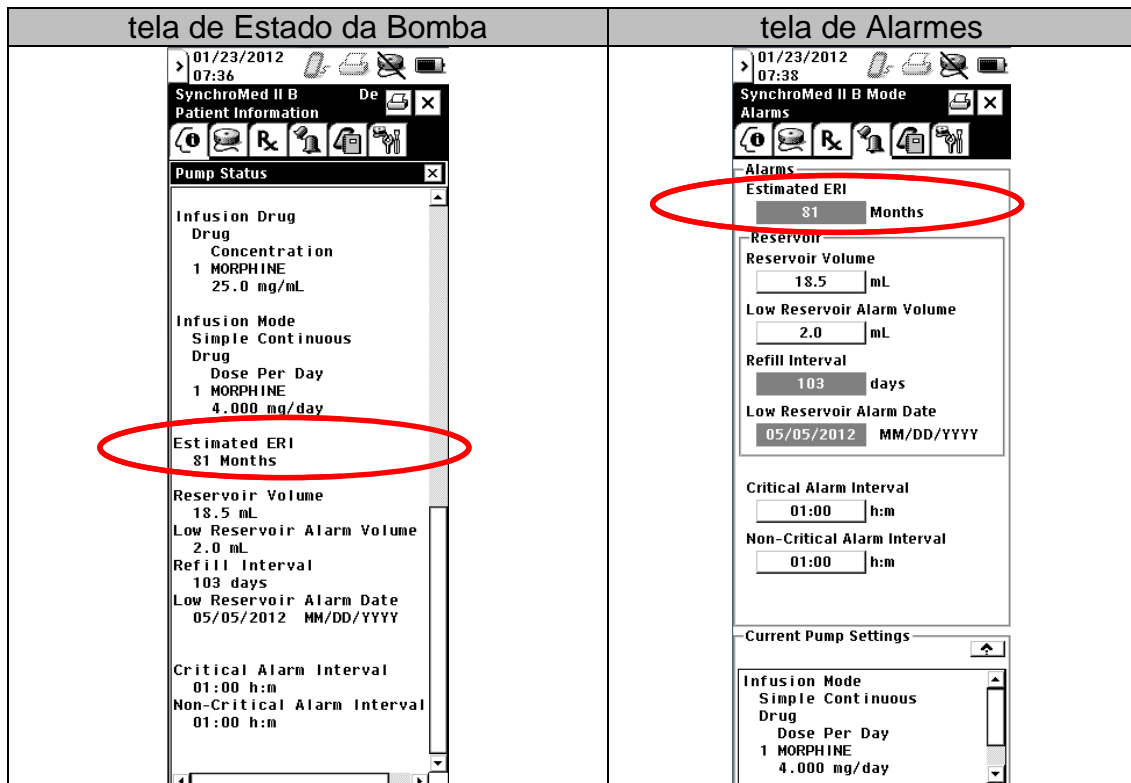 tela de Estado da Bomba
01/23/2012
07:36
SynchroMed II B De
Patient Information
Pump Status
Infusion Drug
Drug
Concentration
1 MORPHINE
25.0 mg/mL
Infusion Mode
Simple Continuous
Drug
Dose Per Day
1 MORPHINE
4.000 mg/day
Estimated ERI
81 Months
Reservoir Volume
18.5 mL
Low Reservoir Alarm Volume
2.0 mL
Refill Interval
103 days
Low Reservoir Alarm Date
05/05/2012 MM/DD/YYYY
Critical Alarm Interval
01:00 h:m
Non-Critical Alarm Interval
01:00 h:m
tela de Alarmes
01/23/2012
07:38
SynchroMed II B Mode
Alarms
Rx
Alarms
Estimated ERI
81 Months
Reservoir
Reservoir Volume
18.5 mL
Low Reservoir Alarm Volume
2.0 mL
Refill Interval
103 days
Low Reservoir Alarm Date
05/05/2012 MM/DD/YYYY
Critical Alarm Interval
01:00 h:m
Non-Critical Alarm Interval
01:00 h:m
Current Pump Settings
Infusion Mode
Simple Continuous
Drug
Dose Per Day
1 MORPHINE
4.000 mg/day